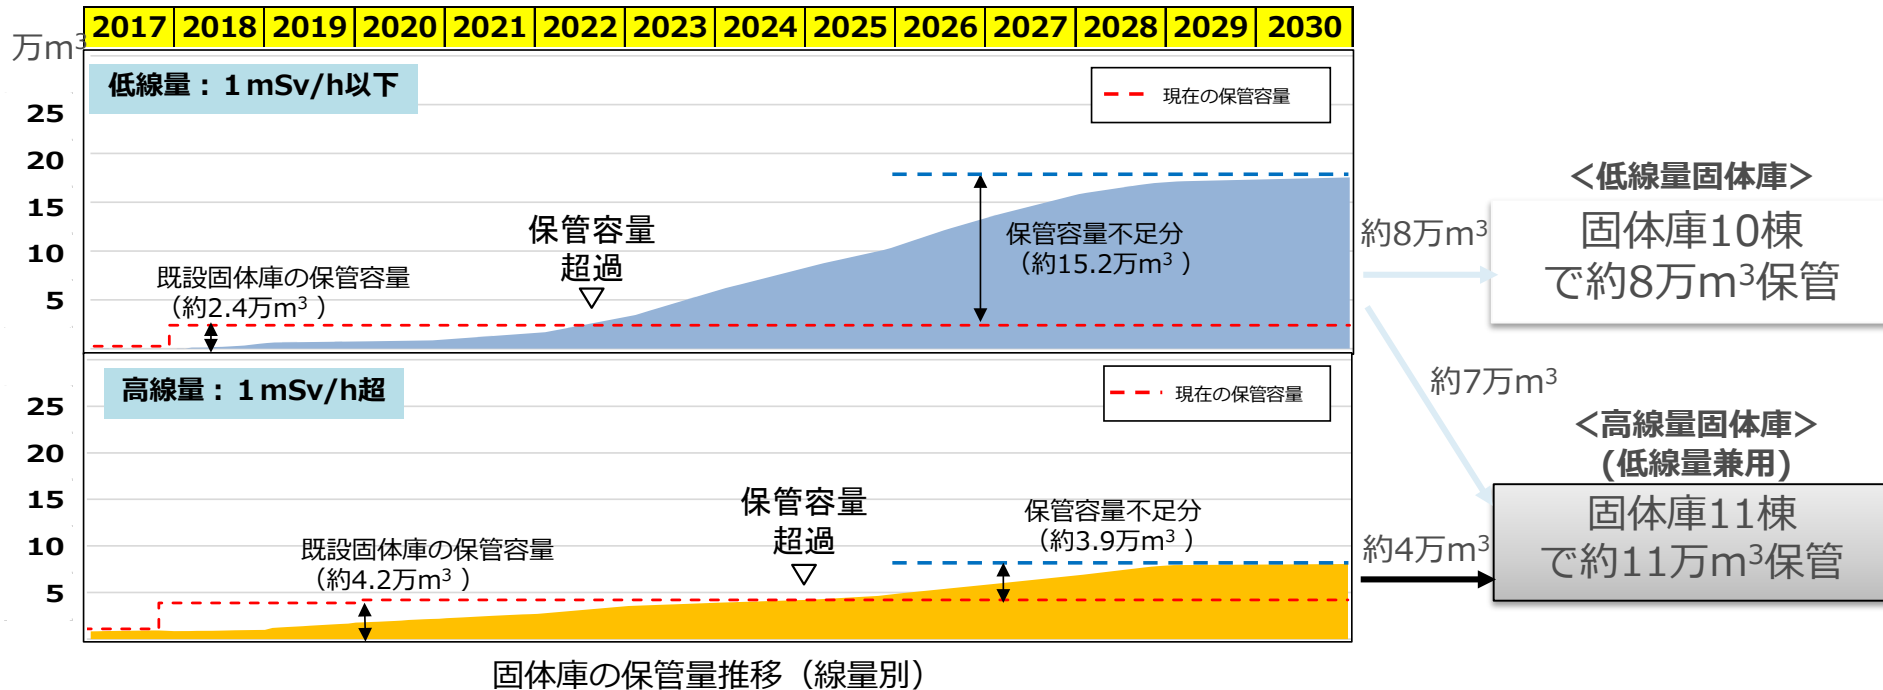 2017 2018 2019 2020 2021 2022 2023 2024 2025 2026 2027 2028 2029 2030
万m³
低線量：１mSv/h以下
現在の保管容量
25
20
15
10
5
保管容量
超過
▽
既設固体庫の保管容量
（約2.4万m³ ）
保管容量不足分
（約15.2万m³ ）
高線量：１mSv/h超
現在の保管容量
25
20
15
10
5
既設固体庫の保管容量
（約4.2万m³ ）
保管容量
超過
▽
保管容量不足分
（約3.9万m³ ）
固体庫の保管量推移（線量別）
約8万m³
＜低線量固体庫＞
固体庫10棟
で約8万m³保管
約7万m³
＜高線量固体庫＞
(低線量兼用)
約4万m³
固体庫11棟
で約11万m³保管